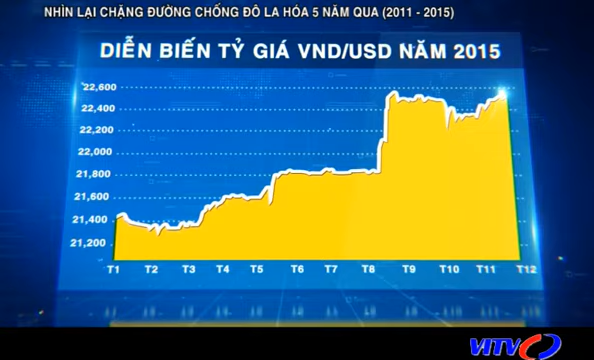 NHÌN LẠI CHẶNG ĐƯỜNG CHỐNG ĐÔ LA HÓA 5 NĂM QUA (2011 - 2015)
DIỄN BIẾN TỶ GIÁ VND/USD NĂM 2015
22,600
22,400
22,200
22,000
21,800
21,600
21,400
21,200
T1 T2 T3 T4 T5 T6 T7 T8 T9 T10 T11 T12
VITV